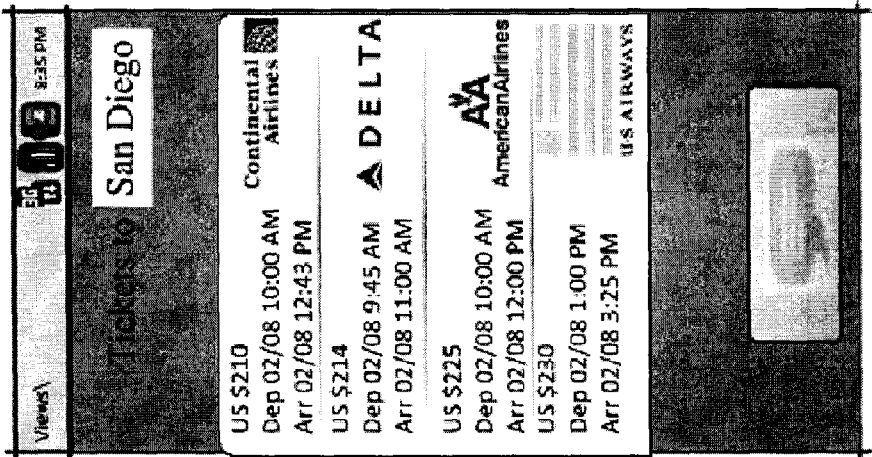 Views\
8:35 PM
Tickets to San Diego
US $210
Dep 02/08 10:00 AM
Arr 02/08 12:43 PM
Continental
Airlines
US $214
Dep 02/08 9:45 AM
Arr 02/08 11:00 AM
DELTA
US $225
Dep 02/08 10:00 AM
Arr 02/08 12:00 PM
AA
AmericanAirlines
US $230
Dep 02/08 1:00 PM
Arr 02/08 3:25 PM
US AIRWAYS